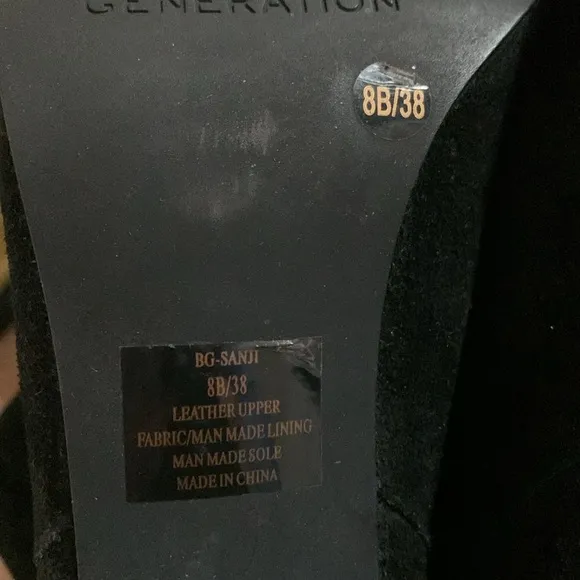 GENERATION
8B/38
BG-SANJI
8B/38
LEATHER UPPER
FABRIC/MAN MADE LINING
MAN MADE SOLE
MADE IN CHINA